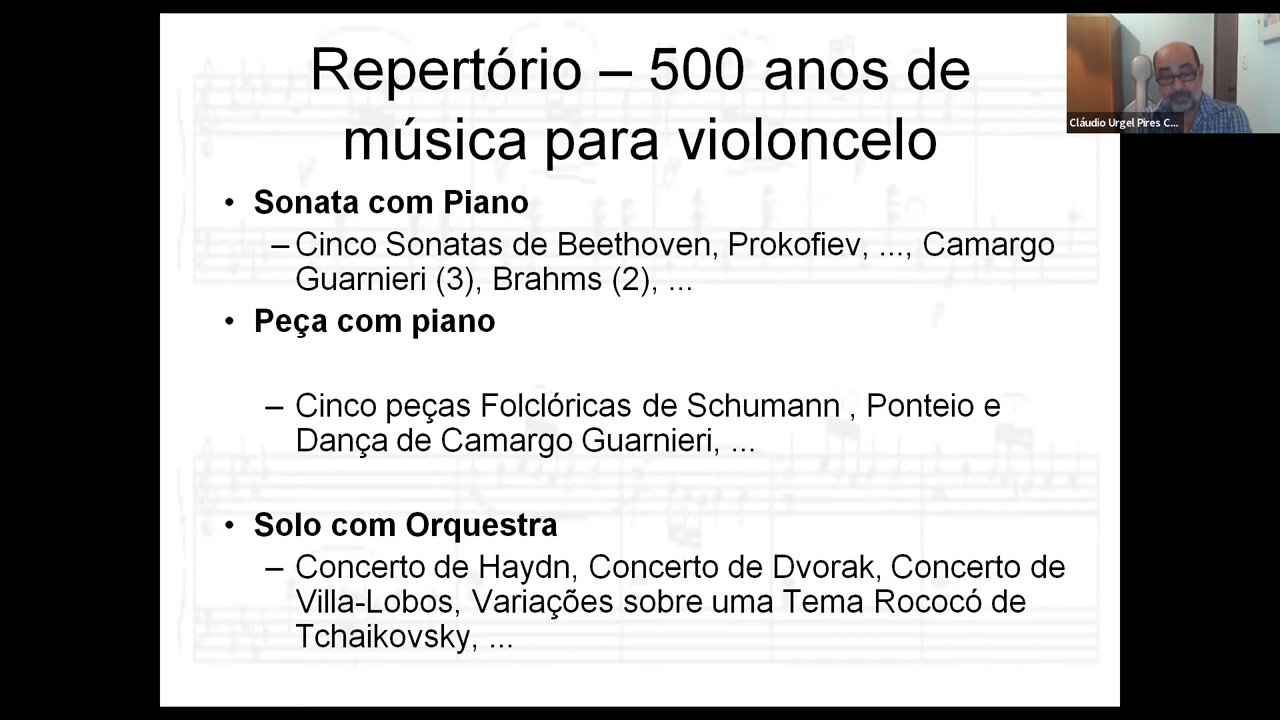 Repertório – 500 anos de
música para violoncelo
Cláudio Urgel Pires C...
• Sonata com Piano
– Cinco Sonatas de Beethoven, Prokofiev, ..., Camargo
Guarnieri (3), Brahms (2), ...
• Peça com piano
– Cinco peças Folclóricas de Schumann , Ponteio e
Dança de Camargo Guarnieri, ...
• Solo com Orquestra
– Concerto de Haydn, Concerto de Dvorak, Concerto de
Villa-Lobos, Variações sobre uma Tema Rococó de
Tchaikovsky, ...